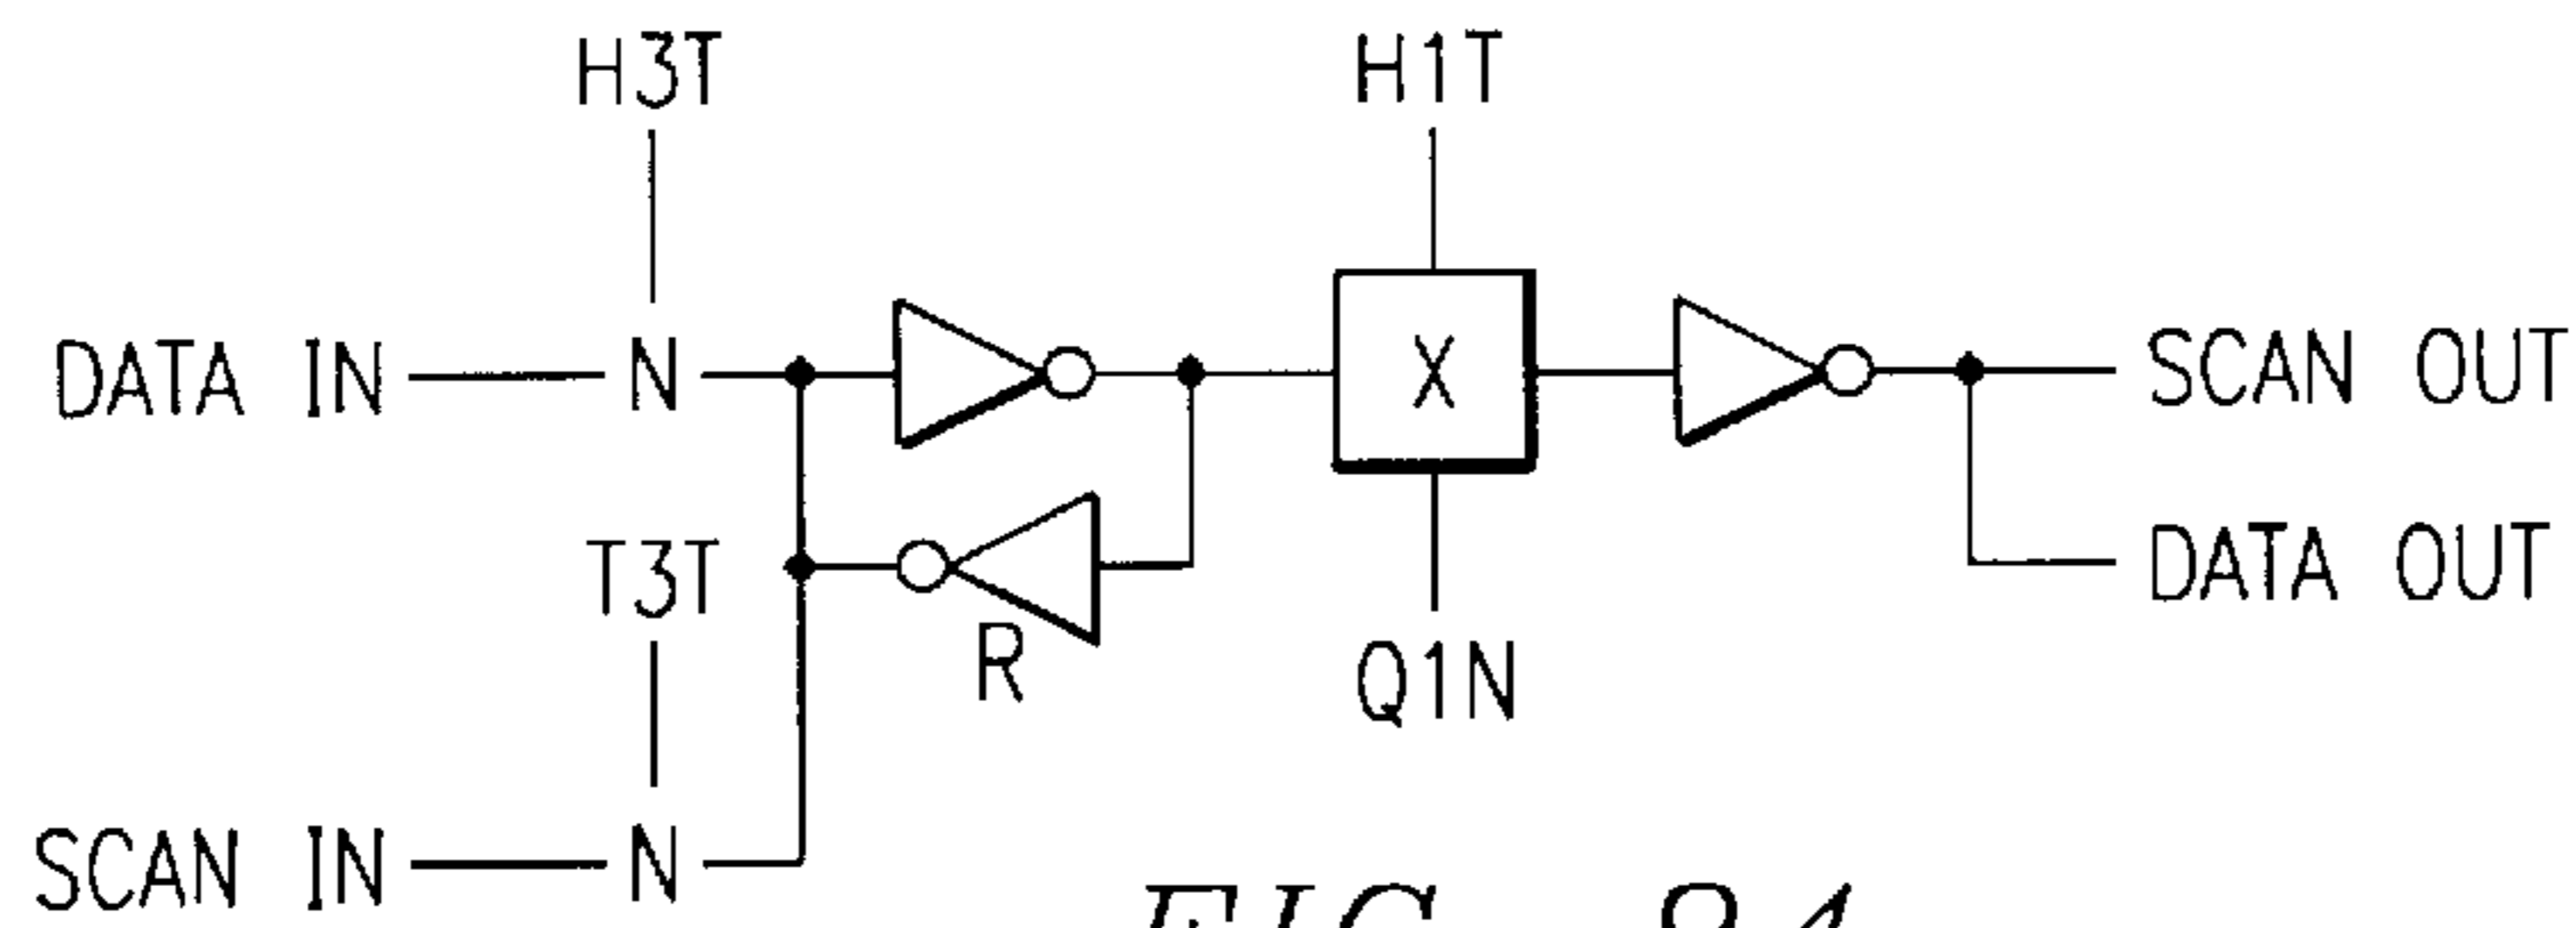 H3T
H1T
DATA IN
N
X
SCAN OUT
T3T
DATA OUT
R
Q1N
SCAN IN
N